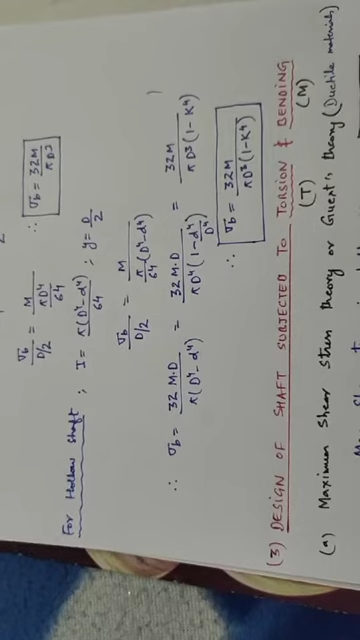 σb/(D/2) = M/(πD⁴/64) ∴ σb = 32M/πD³
For Hollow Shaft ; I = π(D⁴-d⁴)/64 ; y = D/2
σb/(D/2) = M/(π/64 (D⁴-d⁴))
∴ σb = 32 M.D/π(D⁴-d⁴) = 32 M.D/πD⁴(1-d⁴/D⁴) = 32M/πD³(1-K⁴)
∴ σb = 32M/πD³(1-K⁴)
(3) DESIGN OF SHAFT SUBJECTED TO TORSION & BENDING
(T) (M)
(a) Maximum Shear Stress theory or Guest's theory (Ductile materials)